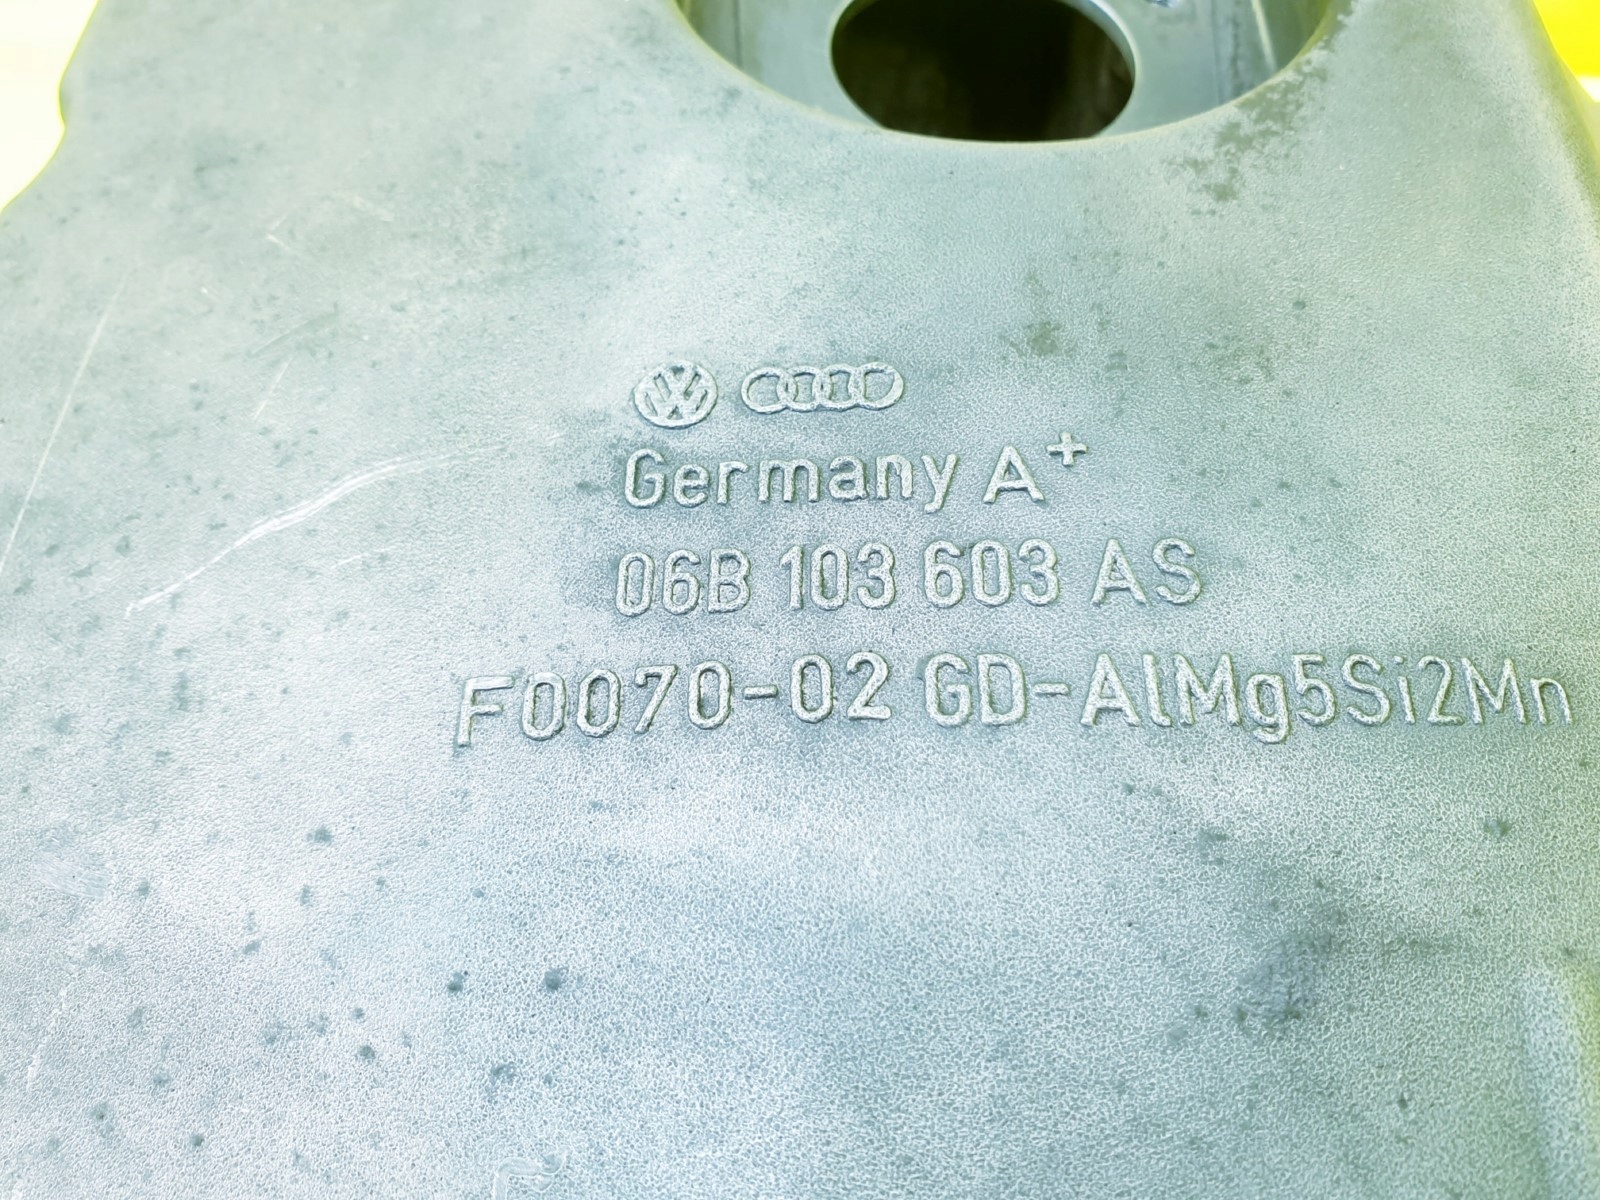 Germany A+
06B 103 603 AS
F0070-02 GD-AlMg5Si2Mn